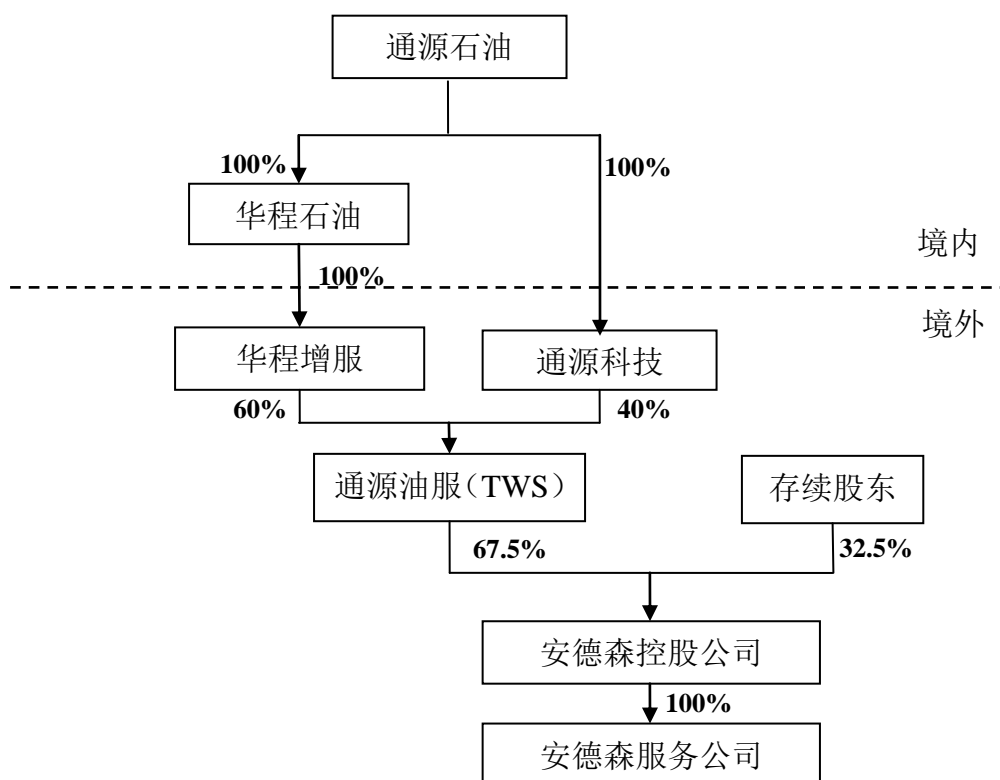 通源石油
100%
100%
华程石油
境内
100%
境外
华程增服
通源科技
60%
40%
通源油服（TWS）
存续股东
67.5%
32.5%
安德森控股公司
100%
安德森服务公司